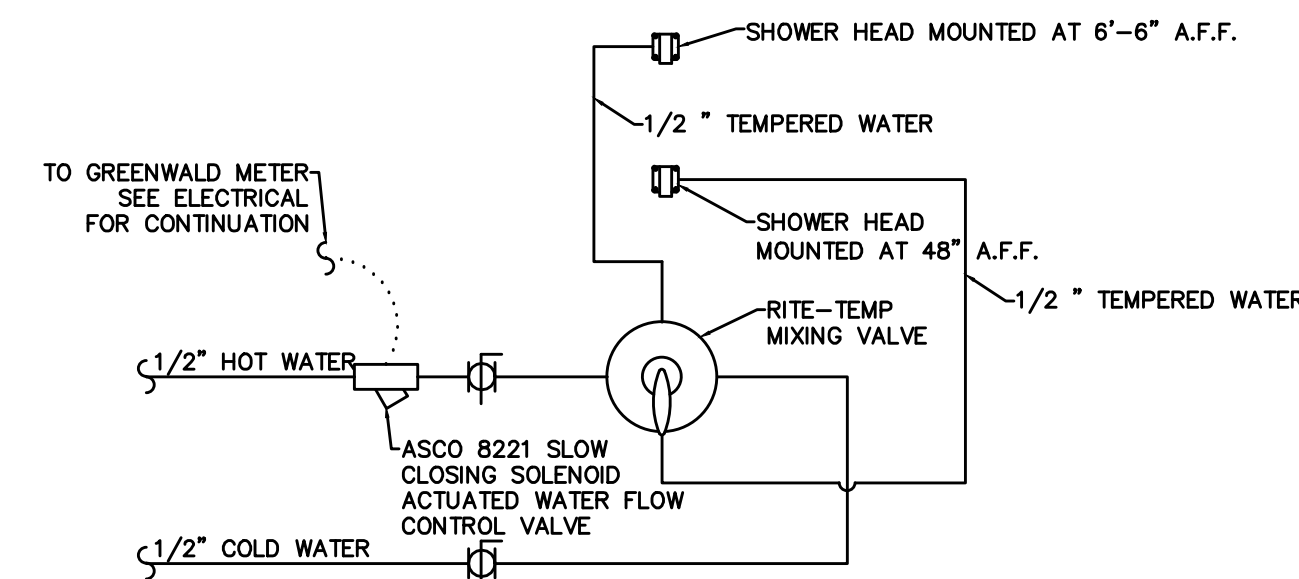 SHOWER HEAD MOUNTED AT 6'-6" A.F.F.
1/2 " TEMPERED WATER
TO GREENWALD METER
SEE ELECTRICAL
FOR CONTINUATION
SHOWER HEAD
MOUNTED AT 48" A.F.F.
1/2 " TEMPERED WATER
RITE-TEMP
MIXING VALVE
1/2" HOT WATER
ASCO 8221 SLOW
CLOSING SOLENOID
ACTUATED WATER FLOW
CONTROL VALVE
1/2" COLD WATER